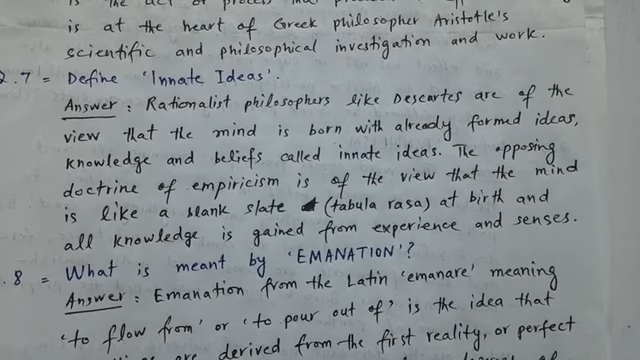 is the act or process that
is at the heart of Greek philosopher Aristotle's
scientific and philosophical investigation and work.
2.7 = Define 'Innate Ideas'.
Answer : Rationalist philosophers like Descartes are of the
view that the mind is born with already formed ideas,
knowledge and beliefs called innate ideas. The opposing
doctrine of empiricism is of the view that the mind
is like a blank slate (tabula rasa) at birth and
all knowledge is gained from experience and senses.
.8 = What is meant by 'EMANATION'?
Answer : Emanation from the Latin 'emanare' meaning
'to flow from' or 'to pour out of' is the idea that
are derived from the first reality, or perfect